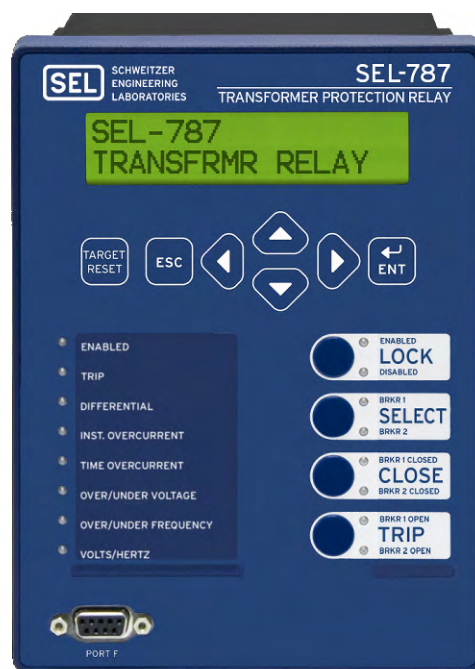 SEL
SCHWEITZER
ENGINEERING
LABORATORIES
SEL-787
TRANSFORMER PROTECTION RELAY
SEL-787
TRANSFRMR RELAY
TARGET
RESET
ESC
ENT
ENABLED
TRIP
DIFFERENTIAL
INST. OVERCURRENT
TIME OVERCURRENT
OVER/UNDER VOLTAGE
OVER/UNDER FREQUENCY
VOLTS/HERTZ
ENABLED
LOCK
DISABLED
BRKR 1
SELECT
BRKR 2
BRKR 1 CLOSED
CLOSE
BRKR 2 CLOSED
BRKR 1 OPEN
TRIP
BRKR 2 OPEN
PORT F